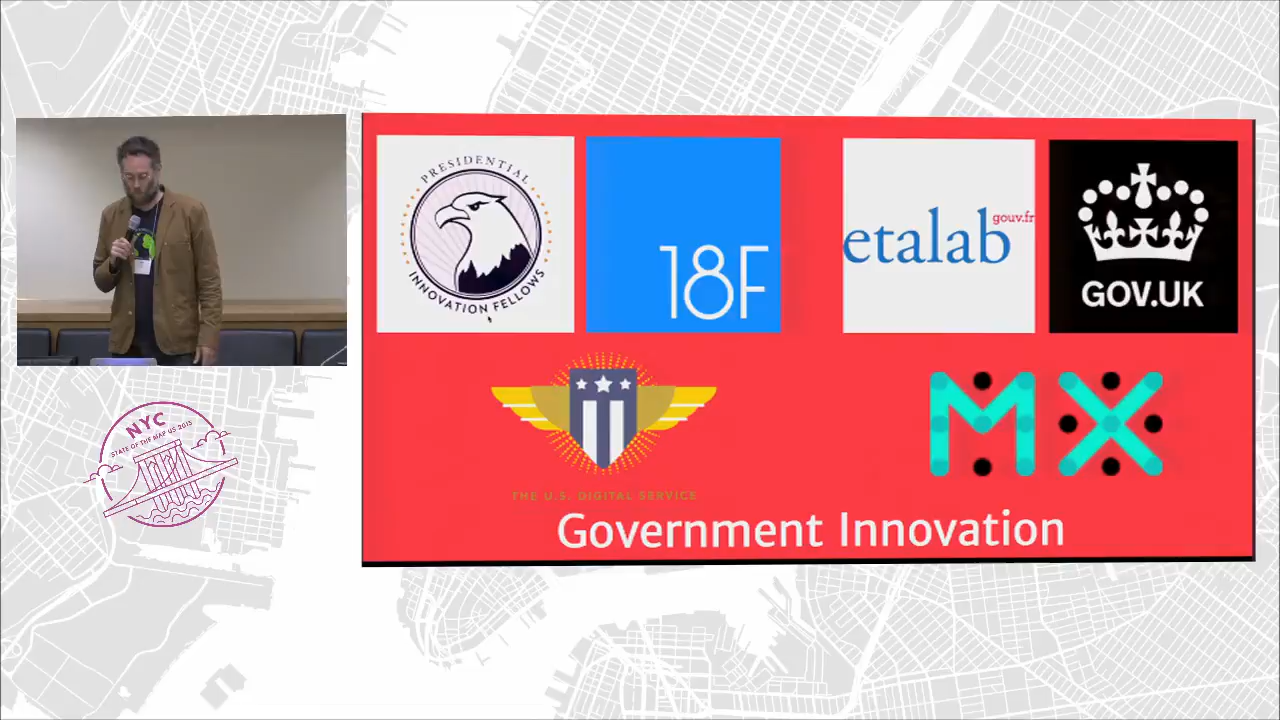 PRESIDENTIAL
INNOVATION FELLOWS
18F
etalab
gouv.fr
GOV.UK
THE U.S. DIGITAL SERVICE
MX
Government Innovation
NYC
STATE OF THE MAP US 2015